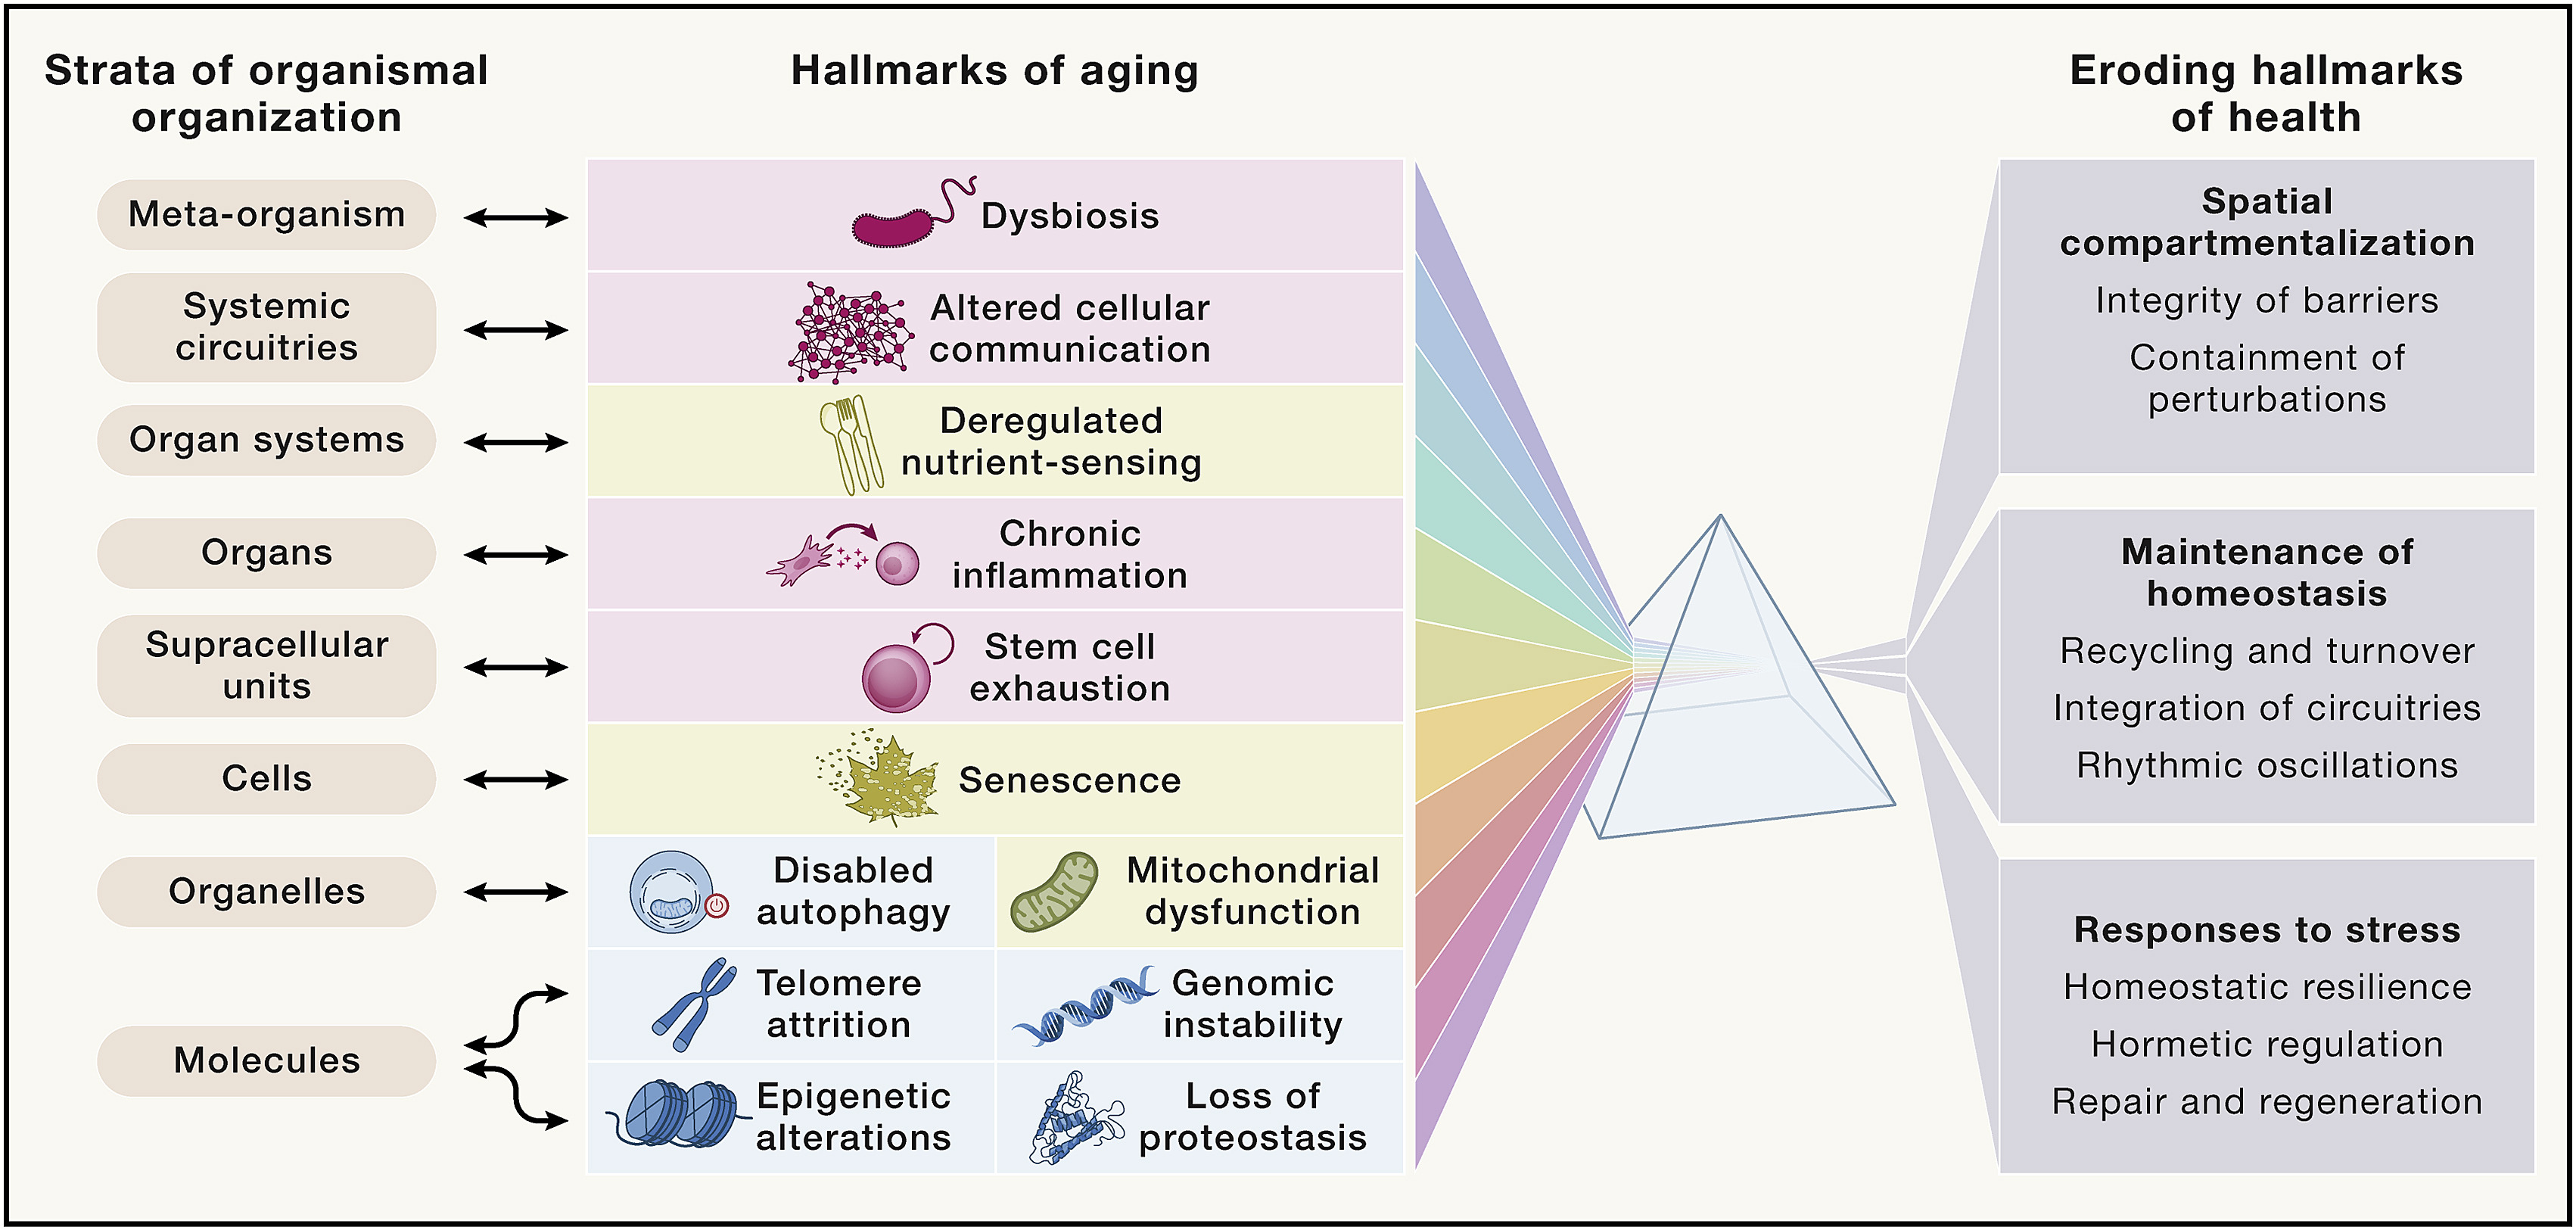 Strata of organismal
organization
Meta-organism
Systemic
circuitries
Organ systems
Organs
Supracellular
units
Cells
Organelles
Molecules
Hallmarks of aging
Dysbiosis
Altered cellular
communication
Deregulated
nutrient-sensing
Chronic
inflammation
Stem cell
exhaustion
Senescence
Disabled
autophagy
Mitochondrial
dysfunction
Telomere
attrition
Genomic
instability
Epigenetic
alterations
Loss of
proteostasis
Eroding hallmarks
of health
Spatial
compartmentalization
Integrity of barriers
Containment of
perturbations
Maintenance of
homeostasis
Recycling and turnover
Integration of circuitries
Rhythmic oscillations
Responses to stress
Homeostatic resilience
Hormetic regulation
Repair and regeneration